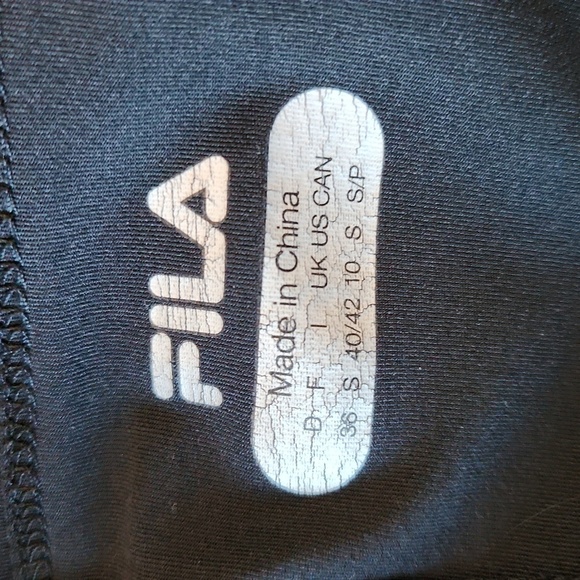 FILA
Made in China
D F I UK US CAN
36 S 40/42 10 S S/P